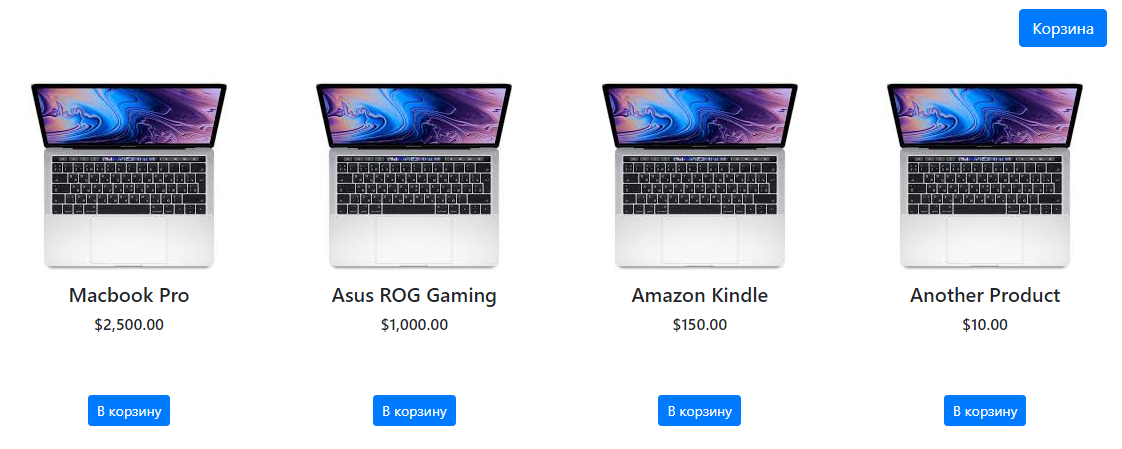 Корзина
Macbook Pro
$2,500.00
В корзину
Asus ROG Gaming
$1,000.00
В корзину
Amazon Kindle
$150.00
В корзину
Another Product
$10.00
В корзину